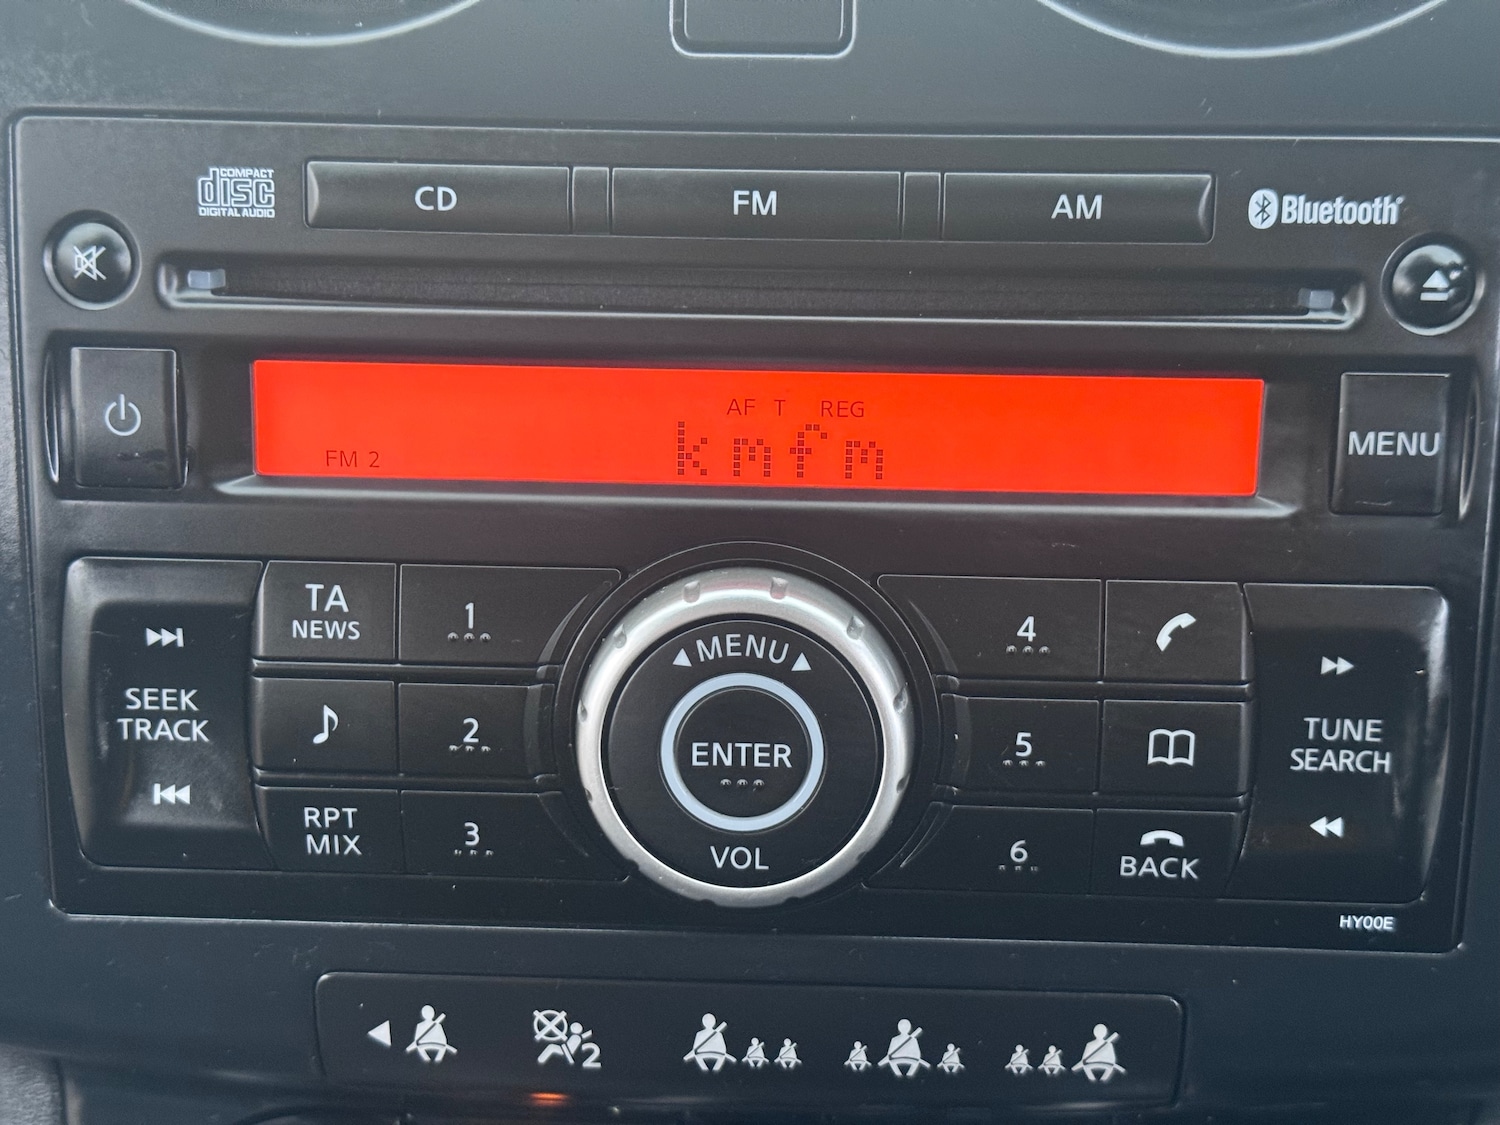 COMPACT
disc
DIGITAL AUDIO
CD
FM
AM
Bluetooth
AF T REG
FM 2
kmfm
MENU
SEEK
TRACK
TA
NEWS
1
2
RPT
MIX
3
MENU
ENTER
VOL
4
5
6
BACK
TUNE
SEARCH
HY00E
2